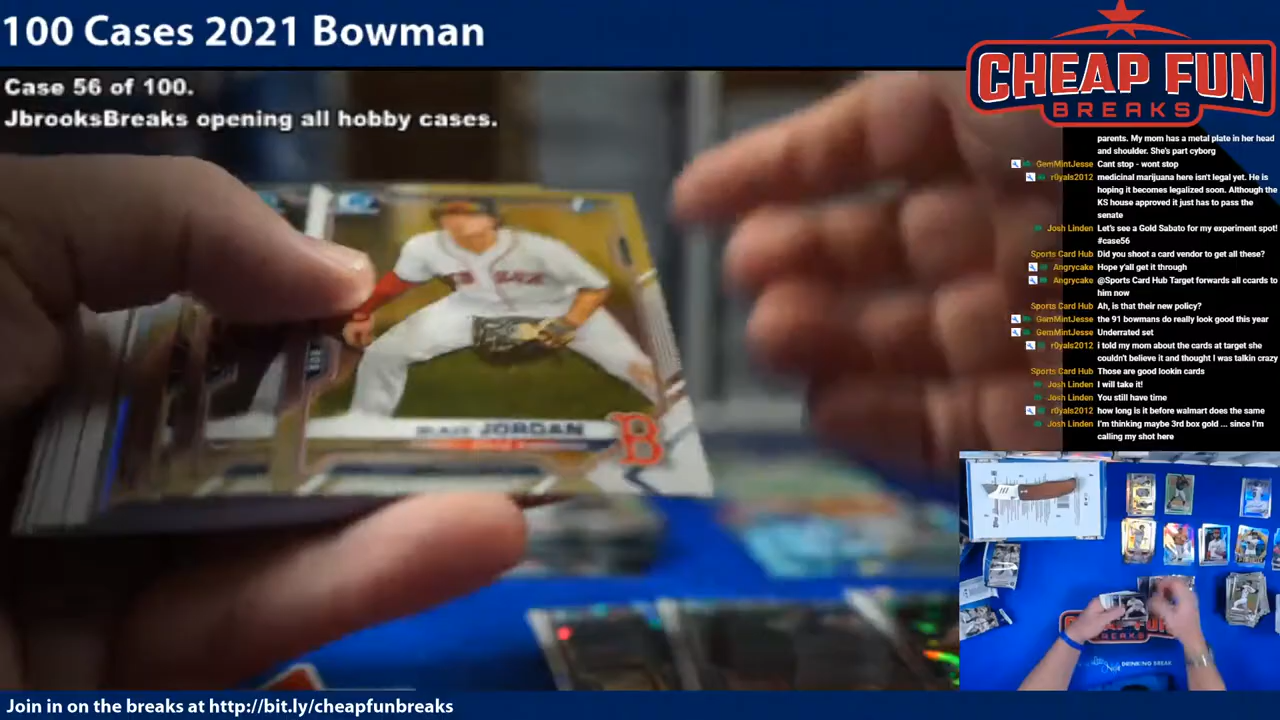 100 Cases 2021 Bowman
Case 56 of 100.
JbrooksBreaks opening all hobby cases.
CHEAP FUN
BREAKS
parents. My mom has a metal plate in her head
and shoulder. She's part cyborg
GemMintJesse Cant stop - wont stop
r0yals2012 medicinal marijuana here isn't legal yet. He is
hoping it becomes legalized soon. Although the
KS house approved it just has to pass the
senate
Josh Linden Let's see a Gold Sabato for my experiment spot!
#case56
Sports Card Hub Did you shoot a card vendor to get all these?
Angrycake Hope y'all get it through
Angrycake @Sports Card Hub Target forwards all ccards to
him now
Sports Card Hub Ah, is that their new policy?
GemMintJesse the 91 bowmans do really look good this year
GemMintJesse Underrated set
r0yals2012 i told my mom about the cards at target she
couldn't believe it and thought I was talkin crazy
Sports Card Hub Those are good lookin cards
Josh Linden I will take it!
Josh Linden You still have time
r0yals2012 how long is it before walmart does the same
Josh Linden I'm thinking maybe 3rd box gold ... since I'm
calling my shot here
JORDAN
B
CHEAP FUN
BREAKS
DRINKING BREAK
Join in on the breaks at http://bit.ly/cheapfunbreaks